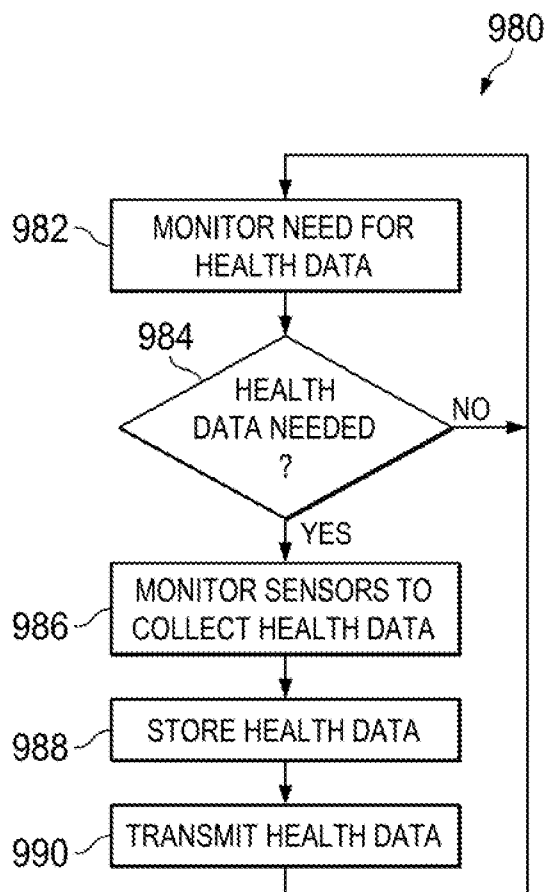 980
982
MONITOR NEED FOR
HEALTH DATA
984
HEALTH
DATA NEEDED
?
NO
YES
986
MONITOR SENSORS TO
COLLECT HEALTH DATA
988
STORE HEALTH DATA
990
TRANSMIT HEALTH DATA